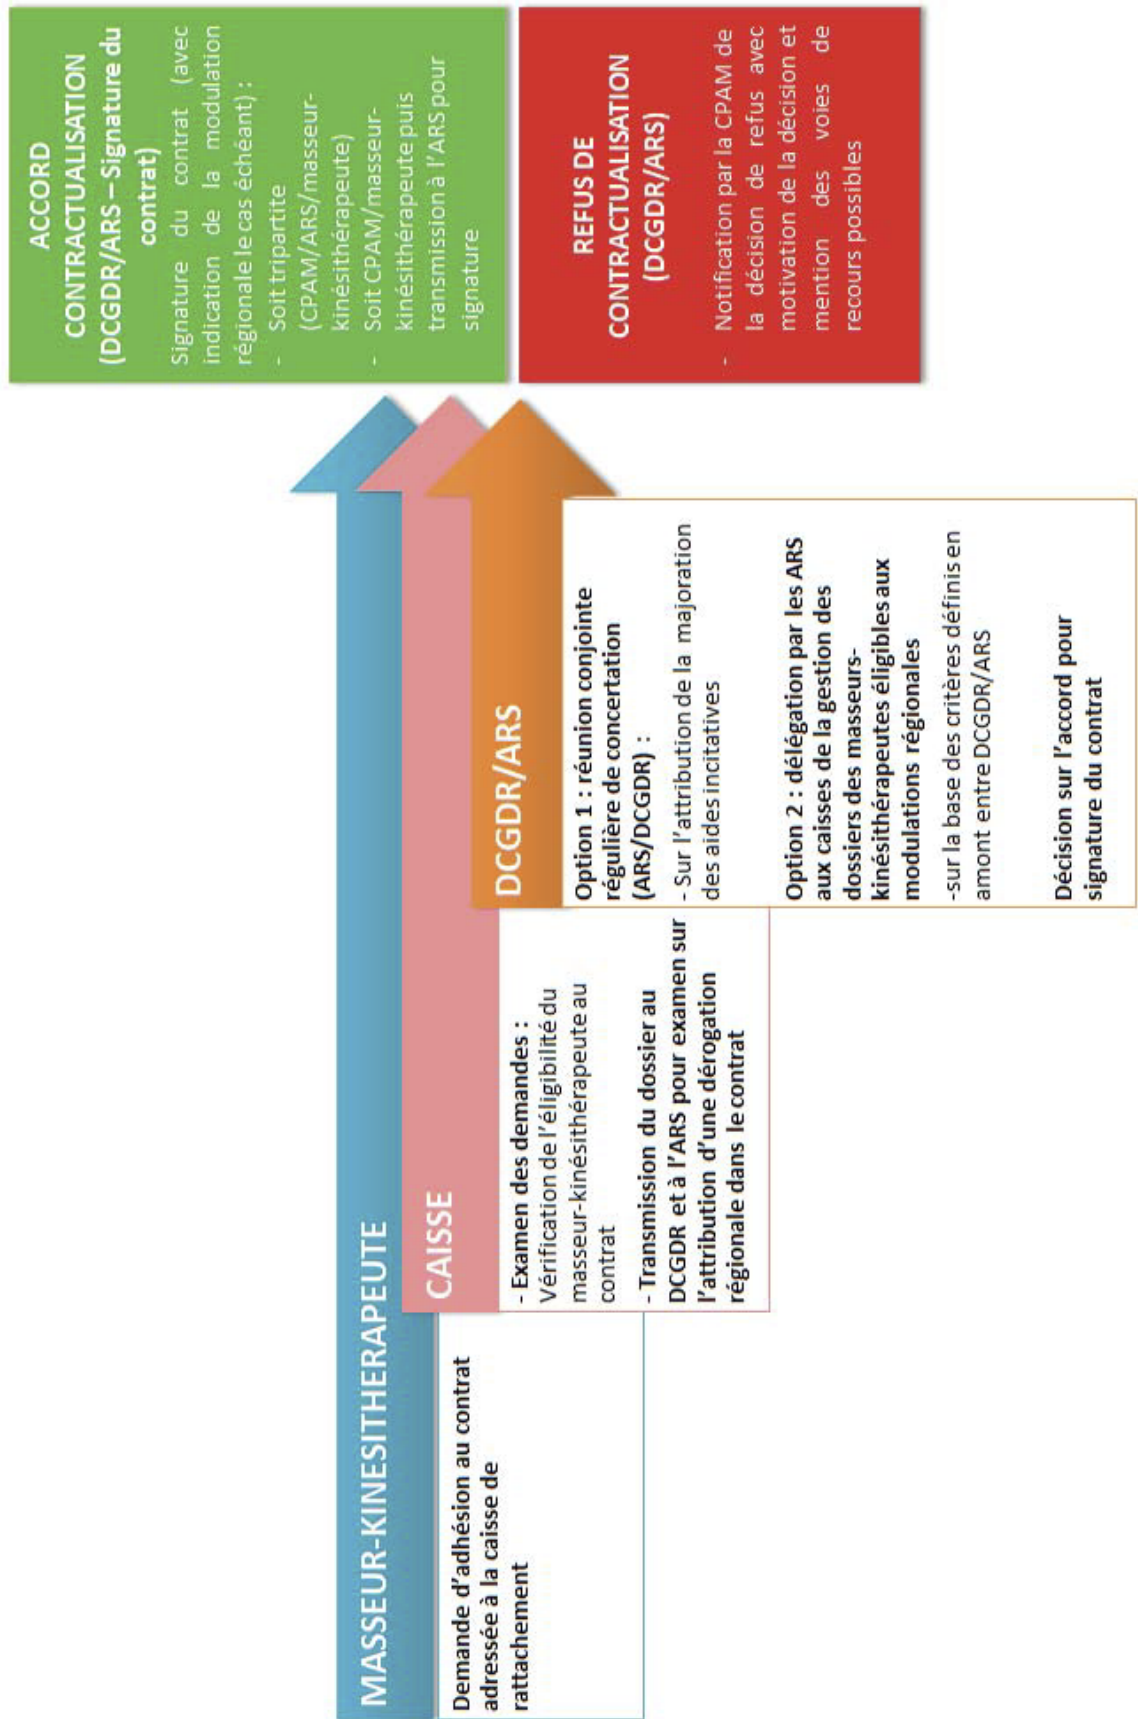 MASSEUR-KINESITHERAPEUTE
Demande d'adhésion au contrat
adressée à la caisse de
rattachement
CAISSE
- Examen des demandes :
Vérification de l'éligibilité du
masseur-kinésithérapeute au
contrat
- Transmission du dossier au
DCGDR et à l'ARS pour examen sur
l'attribution d'une dérogation
régionale dans le contrat
DCGDR/ARS
Option 1 : réunion conjointe
régulière de concertation
(ARS/DCGDR) :
- Sur l'attribution de la majoration
des aides incitatives
Option 2 : délégation par les ARS
aux caisses de la gestion des
dossiers des masseurs-
kinésithérapeutes éligibles aux
modulations régionales
-sur la base des critères définis en
amont entre DCGDR/ARS
Décision sur l'accord pour
signature du contrat
ACCORD
CONTRACTUALISATION
(DCGDR/ARS – Signature du
contrat)
Signature du contrat (avec
indication de la modulation
régionale le cas échéant) :
- Soit tripartite
(CPAM/ARS/masseur-
kinésithérapeute)
- Soit CPAM/masseur-
kinésithérapeute puis
transmission à l'ARS pour
signature
REFUS DE
CONTRACTUALISATION
(DCGDR/ARS)
- Notification par la CPAM de
la décision de refus avec
motivation de la décision et
mention des voies de
recours possibles